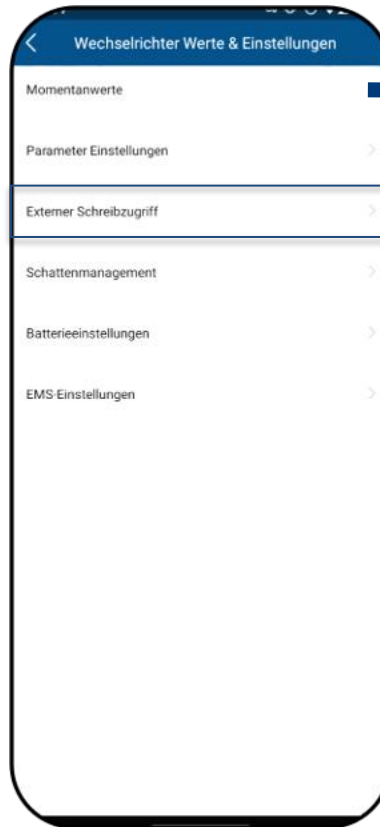 Wechselrichter Werte & Einstellungen
Momentanwerte
Parameter Einstellungen
Externer Schreibzugriff
Schattenmanagement
Batterieeinstellungen
EMS-Einstellungen